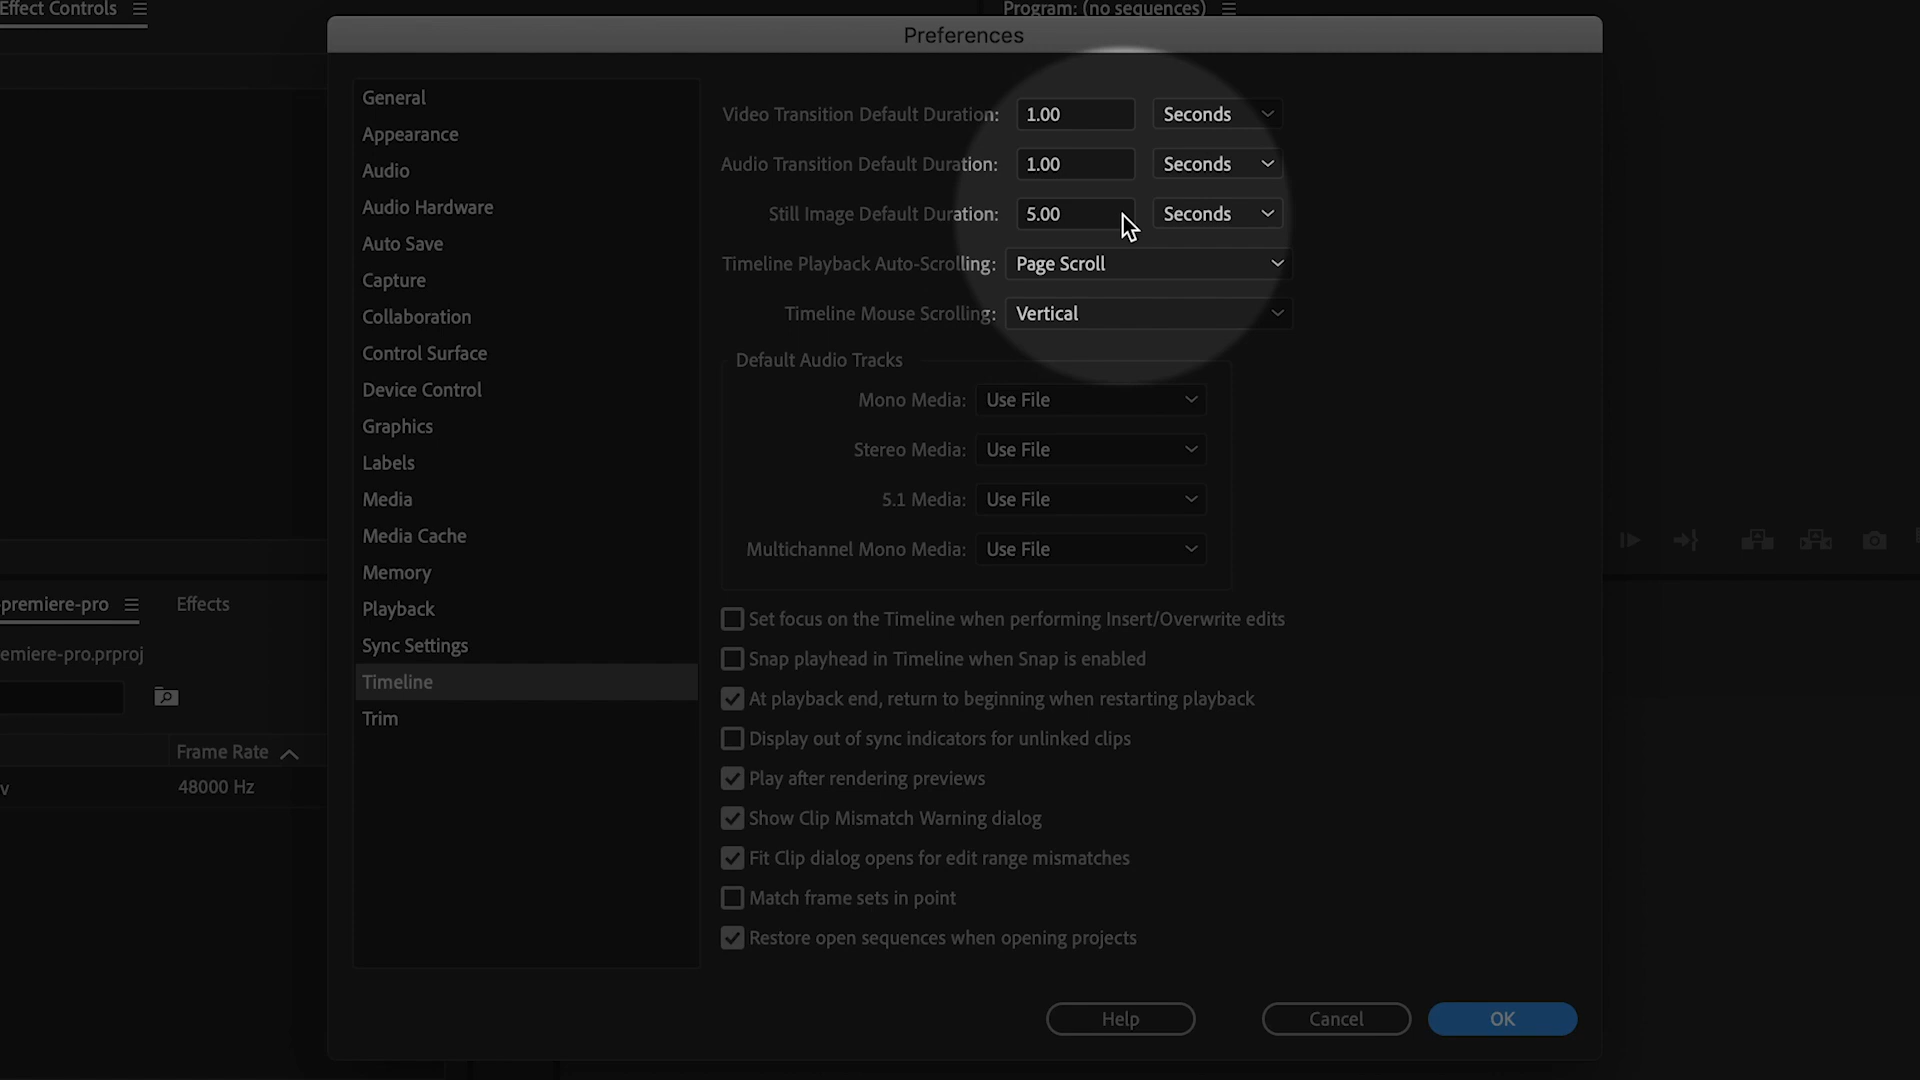 Effect Controls
Program: (no sequences)
Preferences
General
Appearance
Audio
Audio Hardware
Auto Save
Capture
Collaboration
Control Surface
Device Control
Graphics
Labels
Media
Media Cache
Memory
Playback
Sync Settings
Timeline
Trim
Video Transition Default Duration: 1.00 Seconds
Audio Transition Default Duration: 1.00 Seconds
Still Image Default Duration: 5.00 Seconds
Timeline Playback Auto-Scrolling: Page Scroll
Timeline Mouse Scrolling: Vertical
Default Audio Tracks
Mono Media: Use File
Stereo Media: Use File
5.1 Media: Use File
Multichannel Mono Media: Use File
Set focus on the Timeline when performing Insert/Overwrite edits
Snap playhead in Timeline when Snap is enabled
At playback end, return to beginning when restarting playback
Display out of sync indicators for unlinked clips
Play after rendering previews
Show Clip Mismatch Warning dialog
Fit Clip dialog opens for edit range mismatches
Match frame sets in point
Restore open sequences when opening projects
Help Cancel OK
-premiere-pro Effects
emiere-pro.prproj
Frame Rate
v 48000 Hz